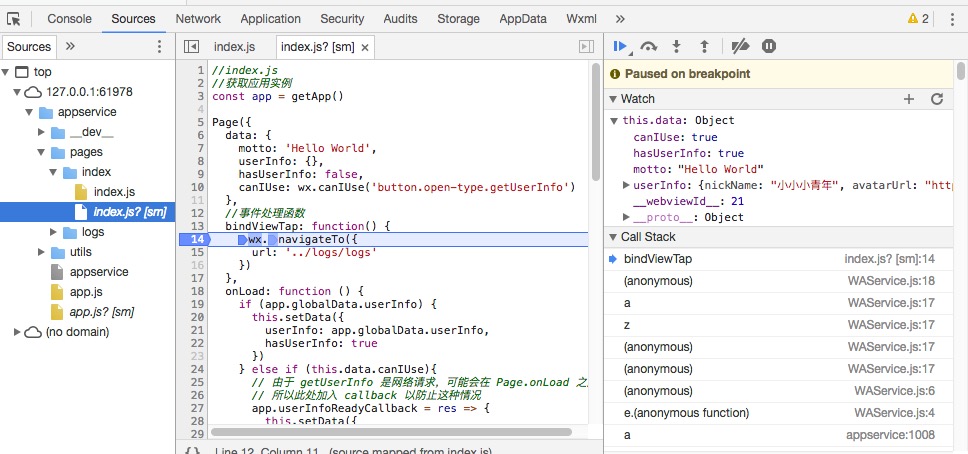 Console Sources Network Application Security Audits Storage AppData Wxml » 2
Sources »
top
127.0.0.1:61978
appservice
__dev__
pages
index
index.js
index.js? [sm]
logs
utils
appservice
app.js
app.js? [sm]
(no domain)
index.js index.js? [sm] ×
1 //index.js
2 //获取应用实例
3 const app = getApp()
4
5 Page({
6 data: {
7 motto: 'Hello World',
8 userInfo: {},
9 hasUserInfo: false,
10 canIUse: wx.canIUse('button.open-type.getUserInfo')
11 },
12 //事件处理函数
13 bindViewTap: function() {
14 wx.navigateTo({
15 url: '../logs/logs'
16 })
17 },
18 onLoad: function () {
19 if (app.globalData.userInfo) {
20 this.setData({
21 userInfo: app.globalData.userInfo,
22 hasUserInfo: true
23 })
24 } else if (this.data.canIUse){
25 // 由于 getUserInfo 是网络请求，可能会在 Page.onLoad 之
26 // 所以此处加入 callback 以防止这种情况
27 app.userInfoReadyCallback = res => {
28 this.setData({
29
{} Line 12, Column 11 (source mapped from index.js)
Paused on breakpoint
Watch
this.data: Object
canIUse: true
hasUserInfo: true
motto: "Hello World"
userInfo: {nickName: "小小小青年", avatarUrl: "http
__webviewId__: 21
__proto__: Object
Call Stack
bindViewTap index.js? [sm]:14
(anonymous) WAService.js:18
a WAService.js:17
z WAService.js:17
(anonymous) WAService.js:17
(anonymous) WAService.js:17
(anonymous) WAService.js:6
e.(anonymous function) WAService.js:4
a appservice:1008